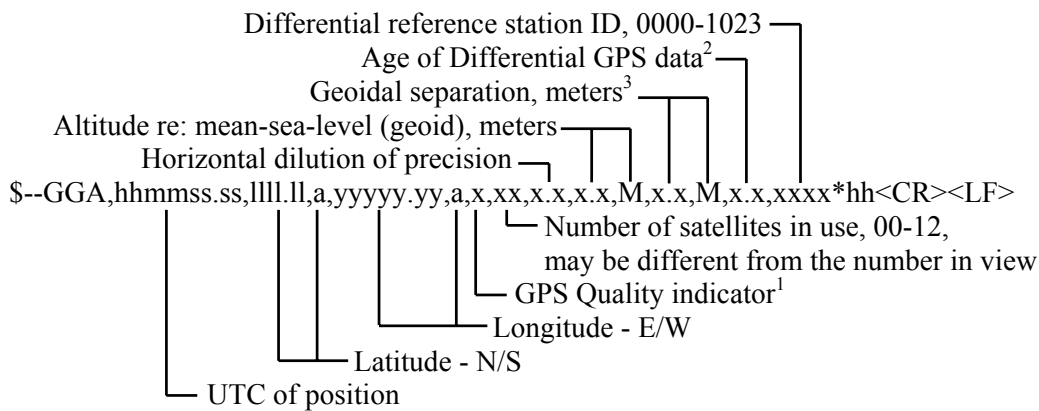 Differential reference station ID, 0000-1023
Age of Differential GPS data2
Geoidal separation, meters3
Altitude re: mean-sea-level (geoid), meters
Horizontal dilution of precision
$--GGA,hhmmss.ss,llll.ll,a,yyyyy.yy,a,x,xx,x.x,x.x,M,x.x,M,x.x,xxxx*hh<CR><LF>
Number of satellites in use, 00-12,
may be different from the number in view
GPS Quality indicator1
Longitude - E/W
Latitude - N/S
UTC of position